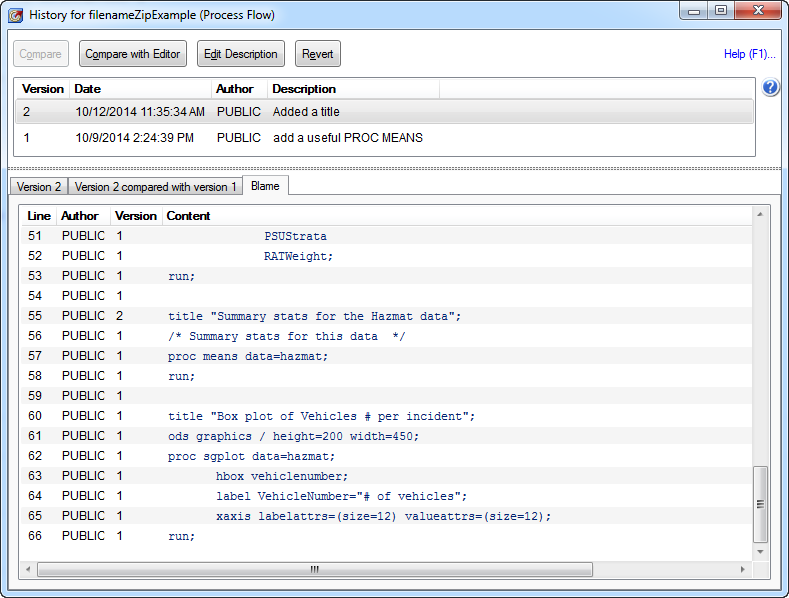 History for filenameZipExample (Process Flow)
Compare Compare with Editor Edit Description Revert Help (F1)...
Version Date Author Description
2 10/12/2014 11:35:34 AM PUBLIC Added a title
1 10/9/2014 2:24:39 PM PUBLIC add a useful PROC MEANS
Version 2 Version 2 compared with version 1 Blame
Line Author Version Content
51 PUBLIC 1 PSUStrata
52 PUBLIC 1 RATWeight;
53 PUBLIC 1 run;
54 PUBLIC 1
55 PUBLIC 2 title "Summary stats for the Hazmat data";
56 PUBLIC 1 /* Summary stats for this data  */
57 PUBLIC 1 proc means data=hazmat;
58 PUBLIC 1 run;
59 PUBLIC 1
60 PUBLIC 1 title "Box plot of Vehicles # per incident";
61 PUBLIC 1 ods graphics / height=200 width=450;
62 PUBLIC 1 proc sgplot data=hazmat;
63 PUBLIC 1 hbox vehiclenumber;
64 PUBLIC 1 label VehicleNumber="# of vehicles";
65 PUBLIC 1 xaxis labelattrs=(size=12) valueattrs=(size=12);
66 PUBLIC 1 run;